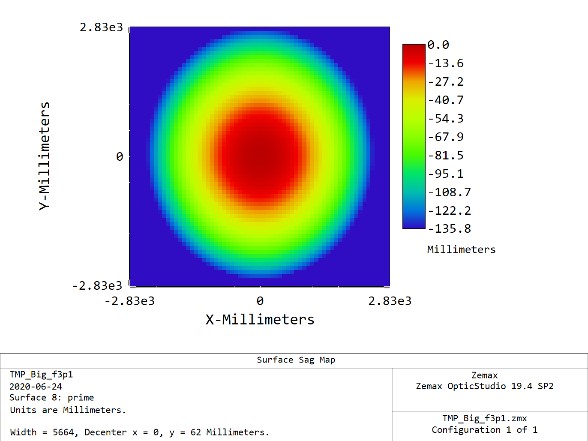 2.83e3
0
-2.83e3
Y-Millimeters
-2.83e3 0 2.83e3
X-Millimeters
0.0
-13.6
-27.2
-40.7
-54.3
-67.9
-81.5
-95.1
-108.7
-122.2
-135.8
Millimeters
Surface Sag Map
TMP_Big_f3p1
2020-06-24
Surface 8: prime
Units are Millimeters.
Width = 5664, Decenter x = 0, y = 62 Millimeters.
Zemax
Zemax OpticStudio 19.4 SP2
TMP_Big_f3p1.zmx
Configuration 1 of 1